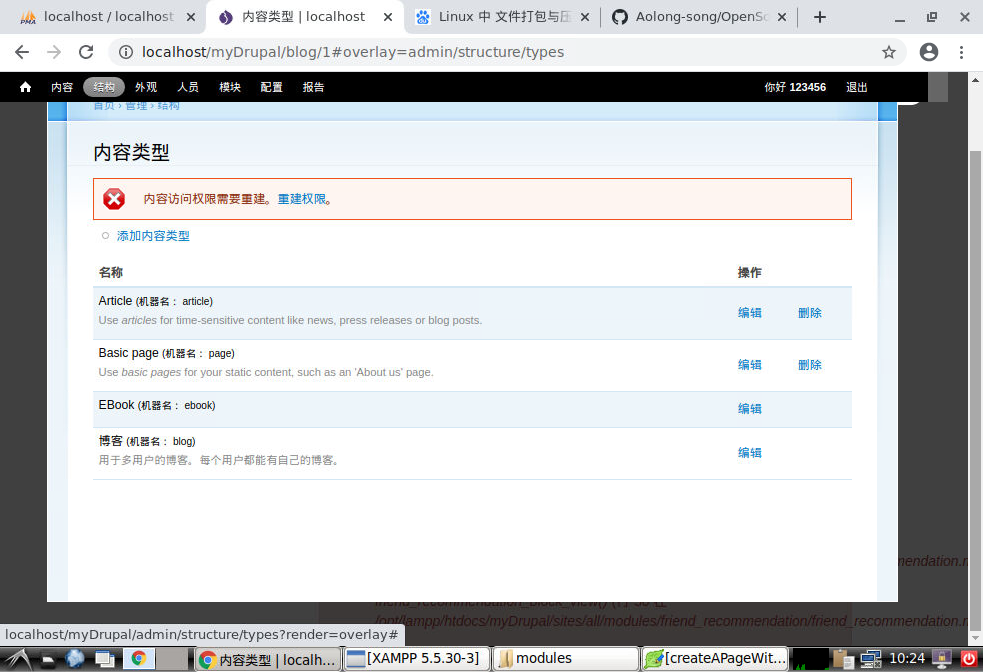 localhost / localhost
内容类型 | localhost
Linux 中 文件打包与压
Aolong-song/OpenSo
localhost/myDrupal/blog/1#overlay=admin/structure/types
内容 结构 外观 人员 模块 配置 报告 你好 123456 退出
首页 › 管理 › 结构
内容类型
内容访问权限需要重建。重建权限。
添加内容类型
名称 操作
Article (机器名： article)
Use articles for time-sensitive content like news, press releases or blog posts.
编辑 删除
Basic page (机器名： page)
Use basic pages for your static content, such as an 'About us' page.
编辑 删除
EBook (机器名： ebook)
编辑
博客 (机器名： blog)
用于多用户的博客。每个用户都能有自己的博客。
编辑
mendation.m
friend_recommendation_block_view()
/opt/lampp/htdocs/myDrupal/sites/all/modules/friend_recommendation/friend_recommendation.m
localhost/myDrupal/admin/structure/types?render=overlay#
内容类型 | localh... [XAMPP 5.5.30-3] modules [createAPageWit... 10:24